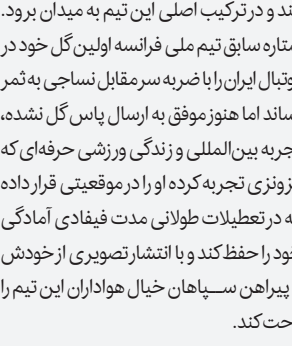 ند و در ترکیب اصلی این تیم به میدان برود.
ستاره سابق تیم ملی فرانسه اولین گل خود در
وتبال ایران را با ضربه سر مقابل نساجی به ثمر
ساند اما هنوز موفق به ارسال پاس گل نشده،
جربه بین‌المللی و زندگی ورزشی حرفه‌ای که
زونزی تجربه کرده او را در موقعیتی قرار داده
ه در تعطیلات طولانی مدت فیفادی آمادگی
خود را حفظ کند و با انتشار تصویری از خودش
پیراهن سپاهان خیال هواداران این تیم را
حت کند.